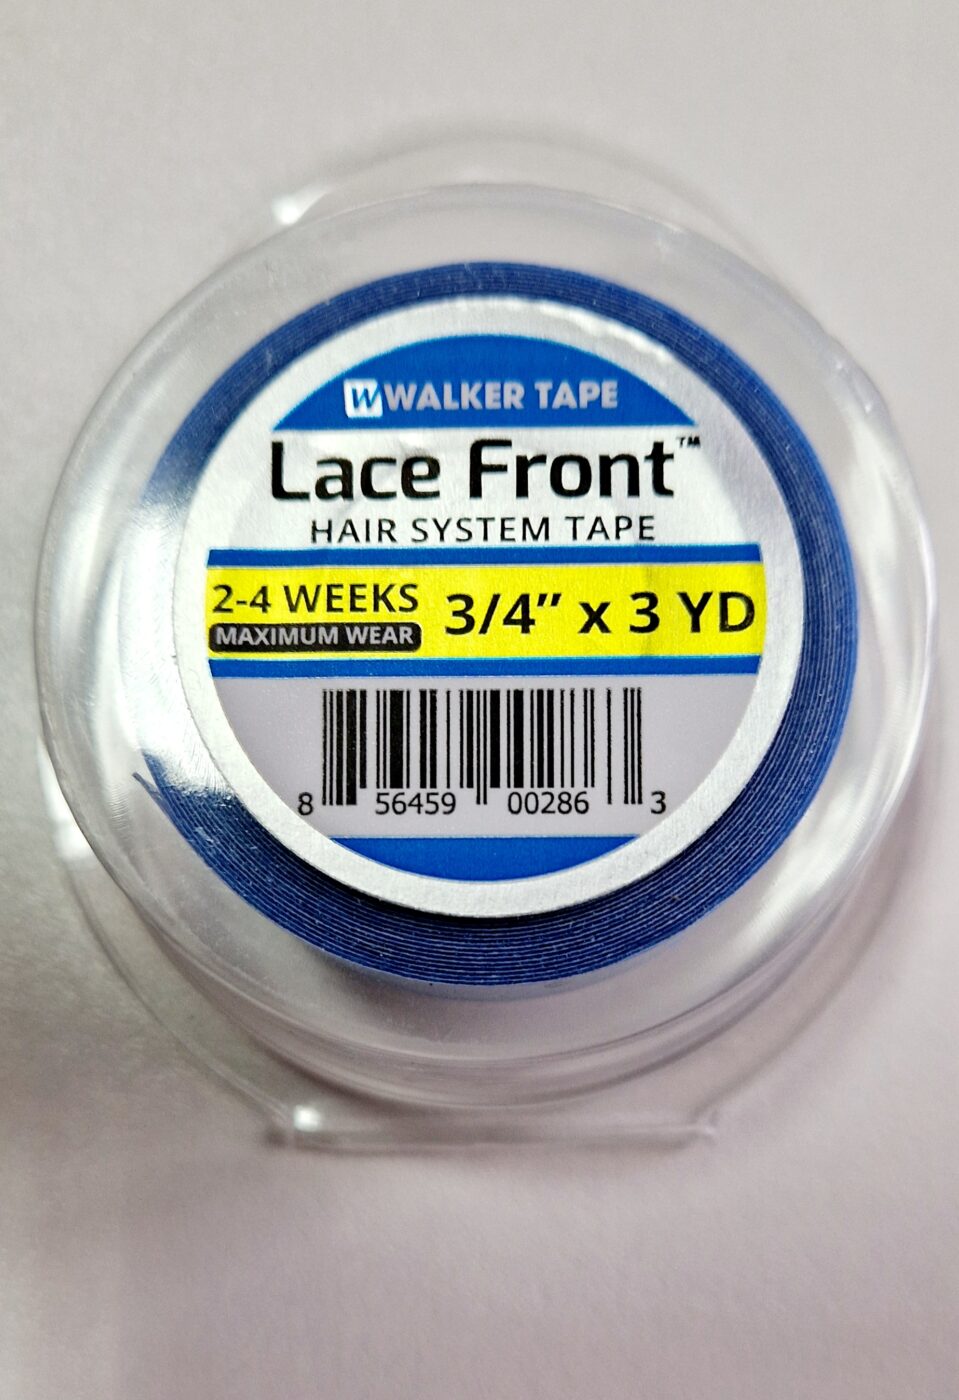 W WALKER TAPE
Lace Front™
HAIR SYSTEM TAPE
2-4 WEEKS
MAXIMUM WEAR
3/4” x 3 YD
8 56459 00286 3